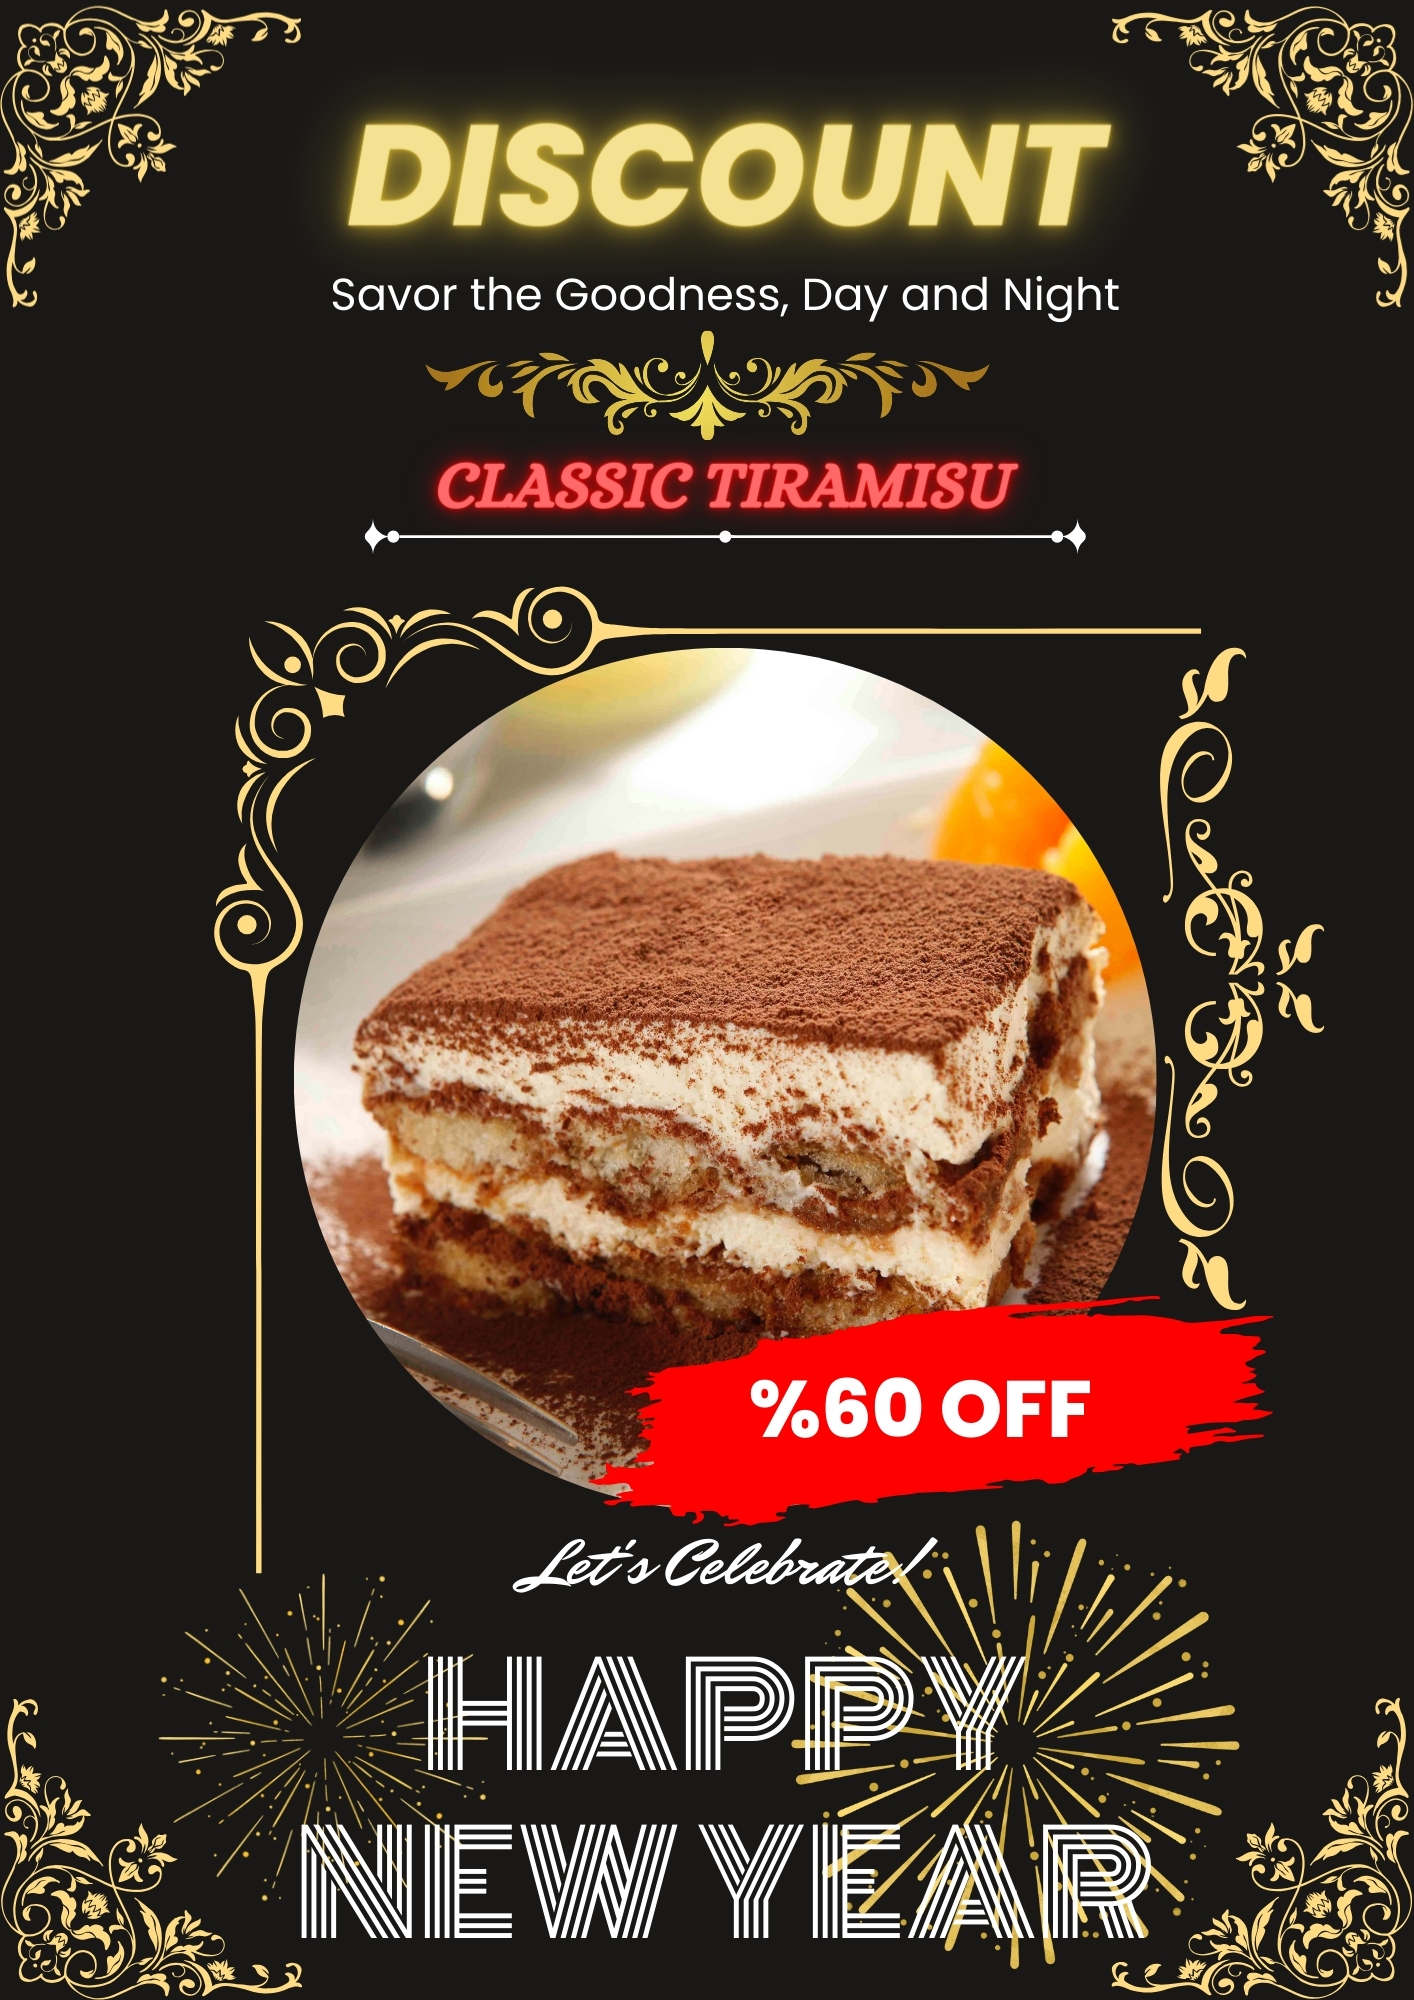 DISCOUNT
Savor the Goodness, Day and Night
CLASSIC TIRAMISU
%60 OFF
Let's Celebrate!
HAPPY
NEW YEAR